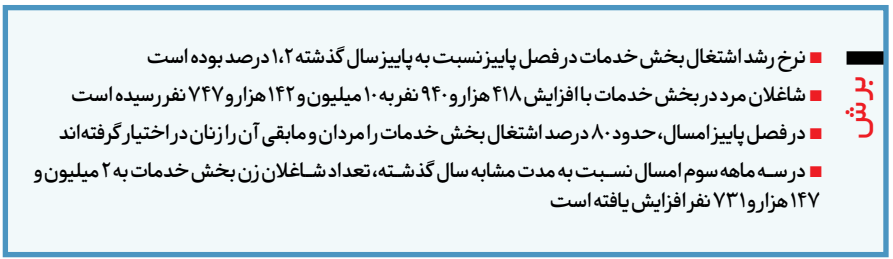 برش
■ نرخ رشد اشتغال بخش خدمات در فصل پاییز نسبت به پاییز سال گذشته ۱،۲ درصد بوده است
■ شاغلان مرد در بخش خدمات با افزایش ۴۱۸ هزار و ۹۴۰ نفر به ۱۰ میلیون و ۱۴۲ هزار و ۷۴۷ نفر رسیده است
■ در فصل پاییز امسال، حدود ۸۰ درصد اشتغال بخش خدمات را مردان و مابقی آن را زنان در اختیار گرفته‌اند
■ در سه ماهه سوم امسال نسبت به مدت مشابه سال گذشته، تعداد شاغلان زن بخش خدمات به ۲ میلیون و
۱۴۷ هزار و ۷۳۱ نفر افزایش یافته است